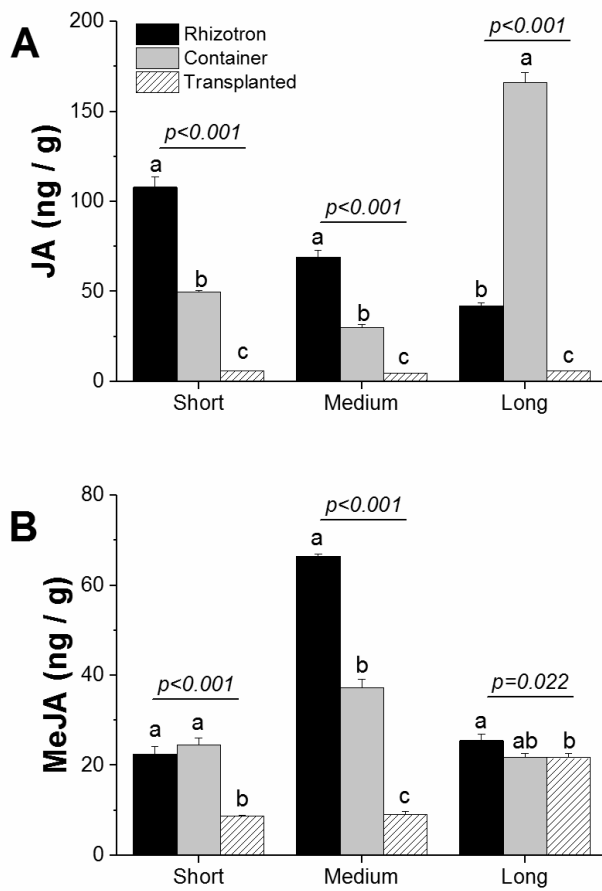 A
JA (ng / g)
200
150
100
50
0
Rhizotron
Container
Transplanted
p<0.001
a
b
c
p<0.001
a
b
c
p<0.001
b
a
c
Short Medium Long
B
MeJA (ng / g)
80
60
40
20
0
p<0.001
a
a
b
p<0.001
a
b
c
p=0.022
a
ab
b
Short Medium Long